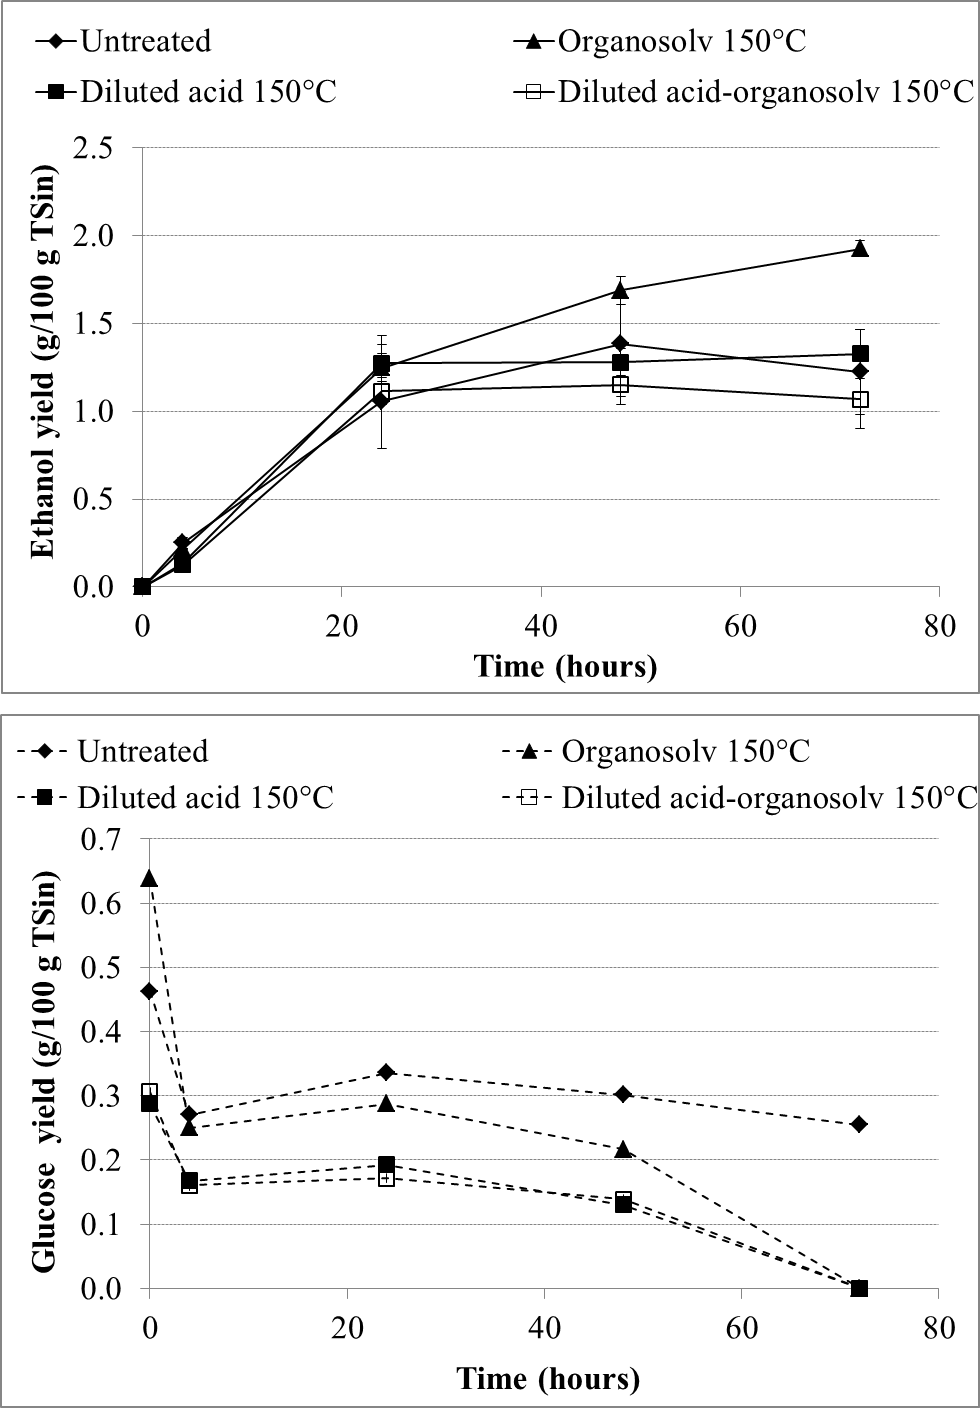 Untreated
Organosolv 150°C
Diluted acid 150°C
Diluted acid-organosolv 150°C
2.5
2.0
1.5
1.0
0.5
0.0
Ethanol yield (g/100 g TSin)
0 20 40 60 80
Time (hours)
Untreated
Organosolv 150°C
Diluted acid 150°C
Diluted acid-organosolv 150°C
0.7
0.6
0.5
0.4
0.3
0.2
0.1
0.0
Glucose yield (g/100 g TSin)
0 20 40 60 80
Time (hours)